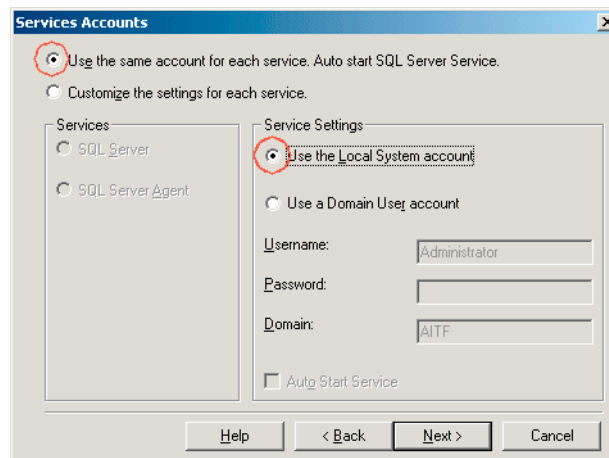 Services Accounts
Use the same account for each service. Auto start SQL Server Service.
Customize the settings for each service.
Services
SQL Server
SQL Server Agent
Service Settings
Use the Local System account
Use a Domain User account
Username:
Administrator
Password:
Domain:
AITF
Auto Start Service
Help
< Back
Next >
Cancel